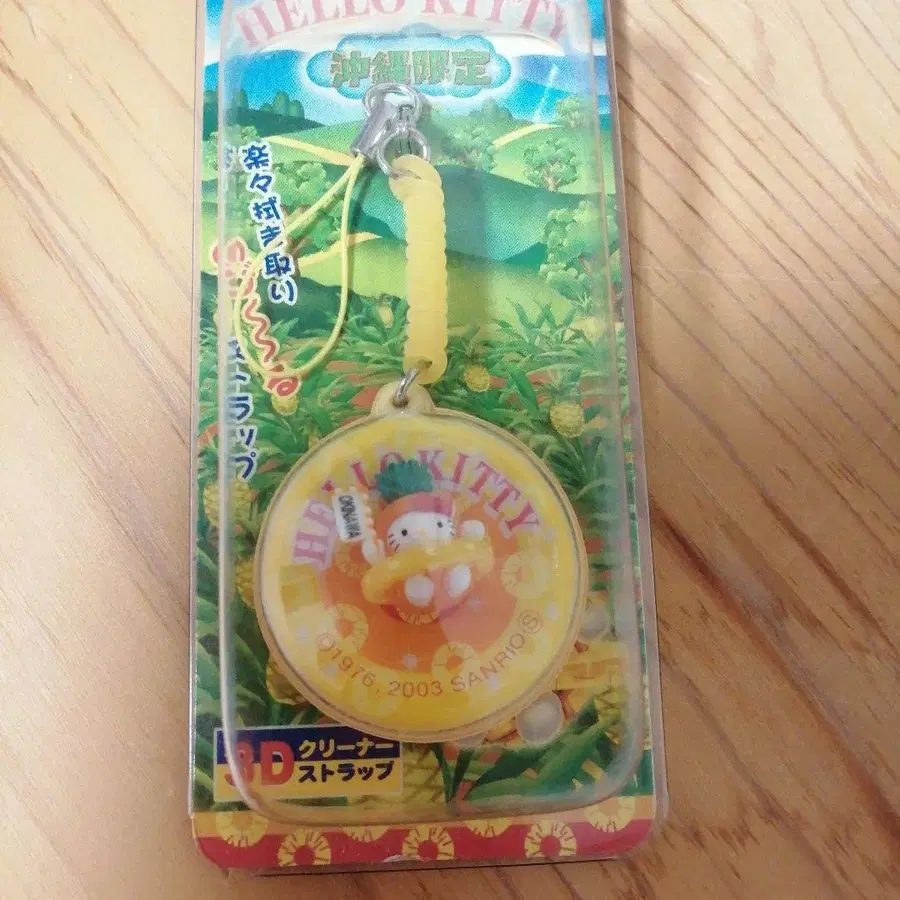 HELLO KITTY
沖縄限定
楽々拭き取り
ストラップ
HELLO KITTY
OKINAWA
©1976, 2003 SANRIO Ⓢ
3D クリーナー
ストラップ